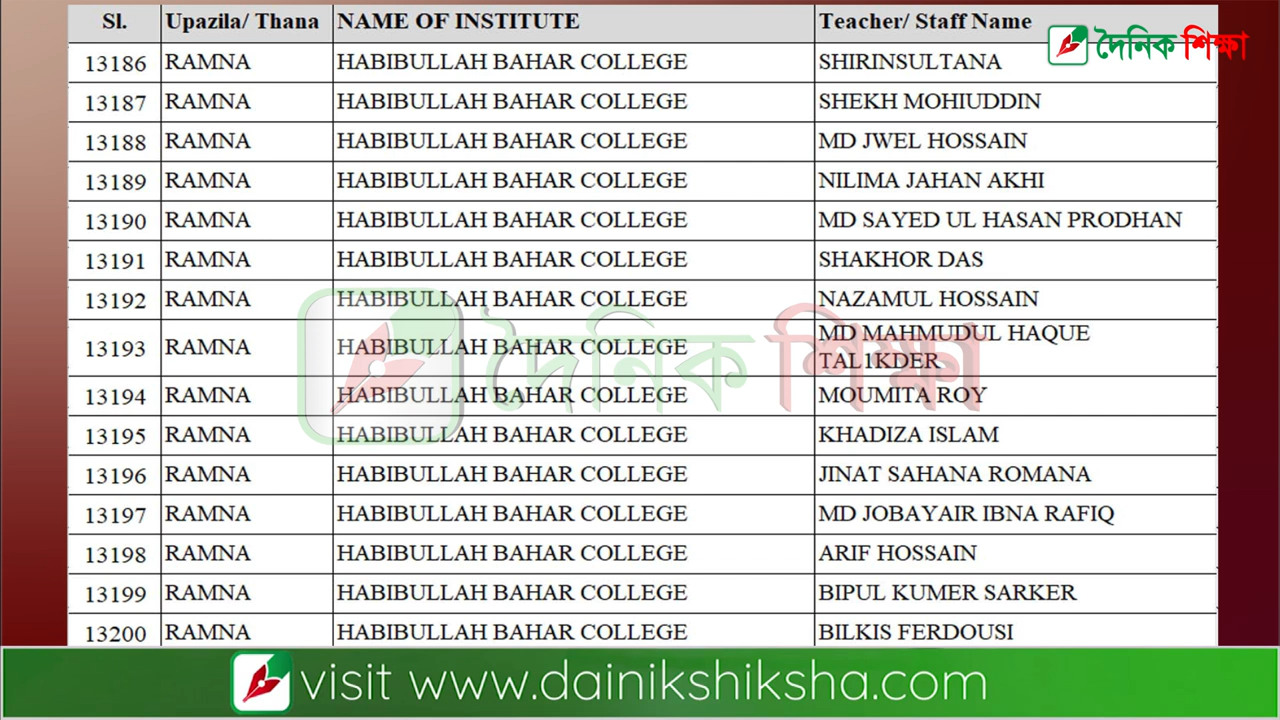 Sl. Upazila/ Thana NAME OF INSTITUTE Teacher/ Staff Name
দৈনিক শিক্ষা
13186 RAMNA HABIBULLAH BAHAR COLLEGE SHIRINSULTANA
13187 RAMNA HABIBULLAH BAHAR COLLEGE SHEKH MOHIUDDIN
13188 RAMNA HABIBULLAH BAHAR COLLEGE MD JWEL HOSSAIN
13189 RAMNA HABIBULLAH BAHAR COLLEGE NILIMA JAHAN AKHI
13190 RAMNA HABIBULLAH BAHAR COLLEGE MD SAYED UL HASAN PRODHAN
13191 RAMNA HABIBULLAH BAHAR COLLEGE SHAKHOR DAS
13192 RAMNA HABIBULLAH BAHAR COLLEGE NAZAMUL HOSSAIN
13193 RAMNA HABIBULLAH BAHAR COLLEGE MD MAHMUDUL HAQUE
TAL1KDER
দৈনিক শিক্ষা
13194 RAMNA HABIBULLAH BAHAR COLLEGE MOUMITA ROY
13195 RAMNA HABIBULLAH BAHAR COLLEGE KHADIZA ISLAM
13196 RAMNA HABIBULLAH BAHAR COLLEGE JINAT SAHANA ROMANA
13197 RAMNA HABIBULLAH BAHAR COLLEGE MD JOBAYAIR IBNA RAFIQ
13198 RAMNA HABIBULLAH BAHAR COLLEGE ARIF HOSSAIN
13199 RAMNA HABIBULLAH BAHAR COLLEGE BIPUL KUMER SARKER
13200 RAMNA HABIBULLAH BAHAR COLLEGE BILKIS FERDOUSI
visit www.dainikshiksha.com